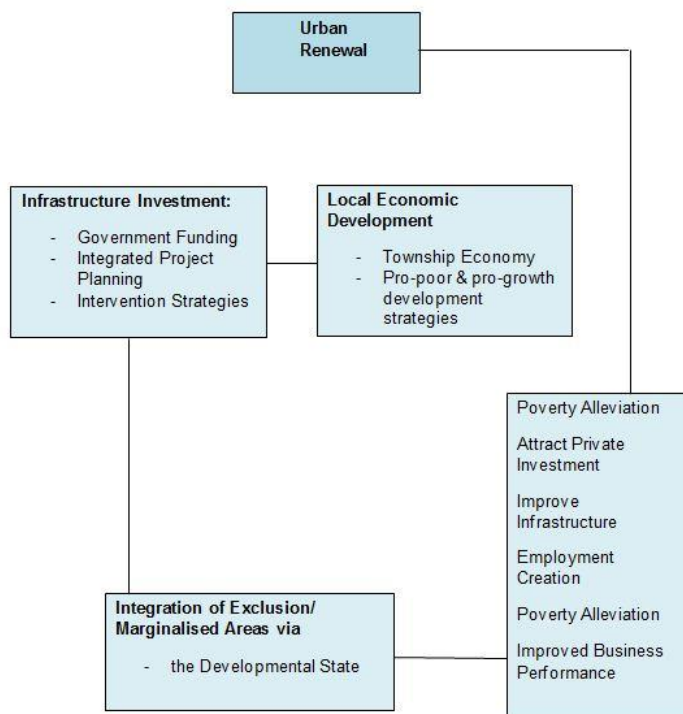 Urban
Renewal
Infrastructure Investment:
- Government Funding
- Integrated Project
Planning
- Intervention Strategies
Local Economic
Development
- Township Economy
- Pro-poor & pro-growth
development
strategies
Poverty Alleviation
Attract Private
Investment
Improve
Infrastructure
Employment
Creation
Poverty Alleviation
Improved Business
Performance
Integration of Exclusion/
Marginalised Areas via
- the Developmental State